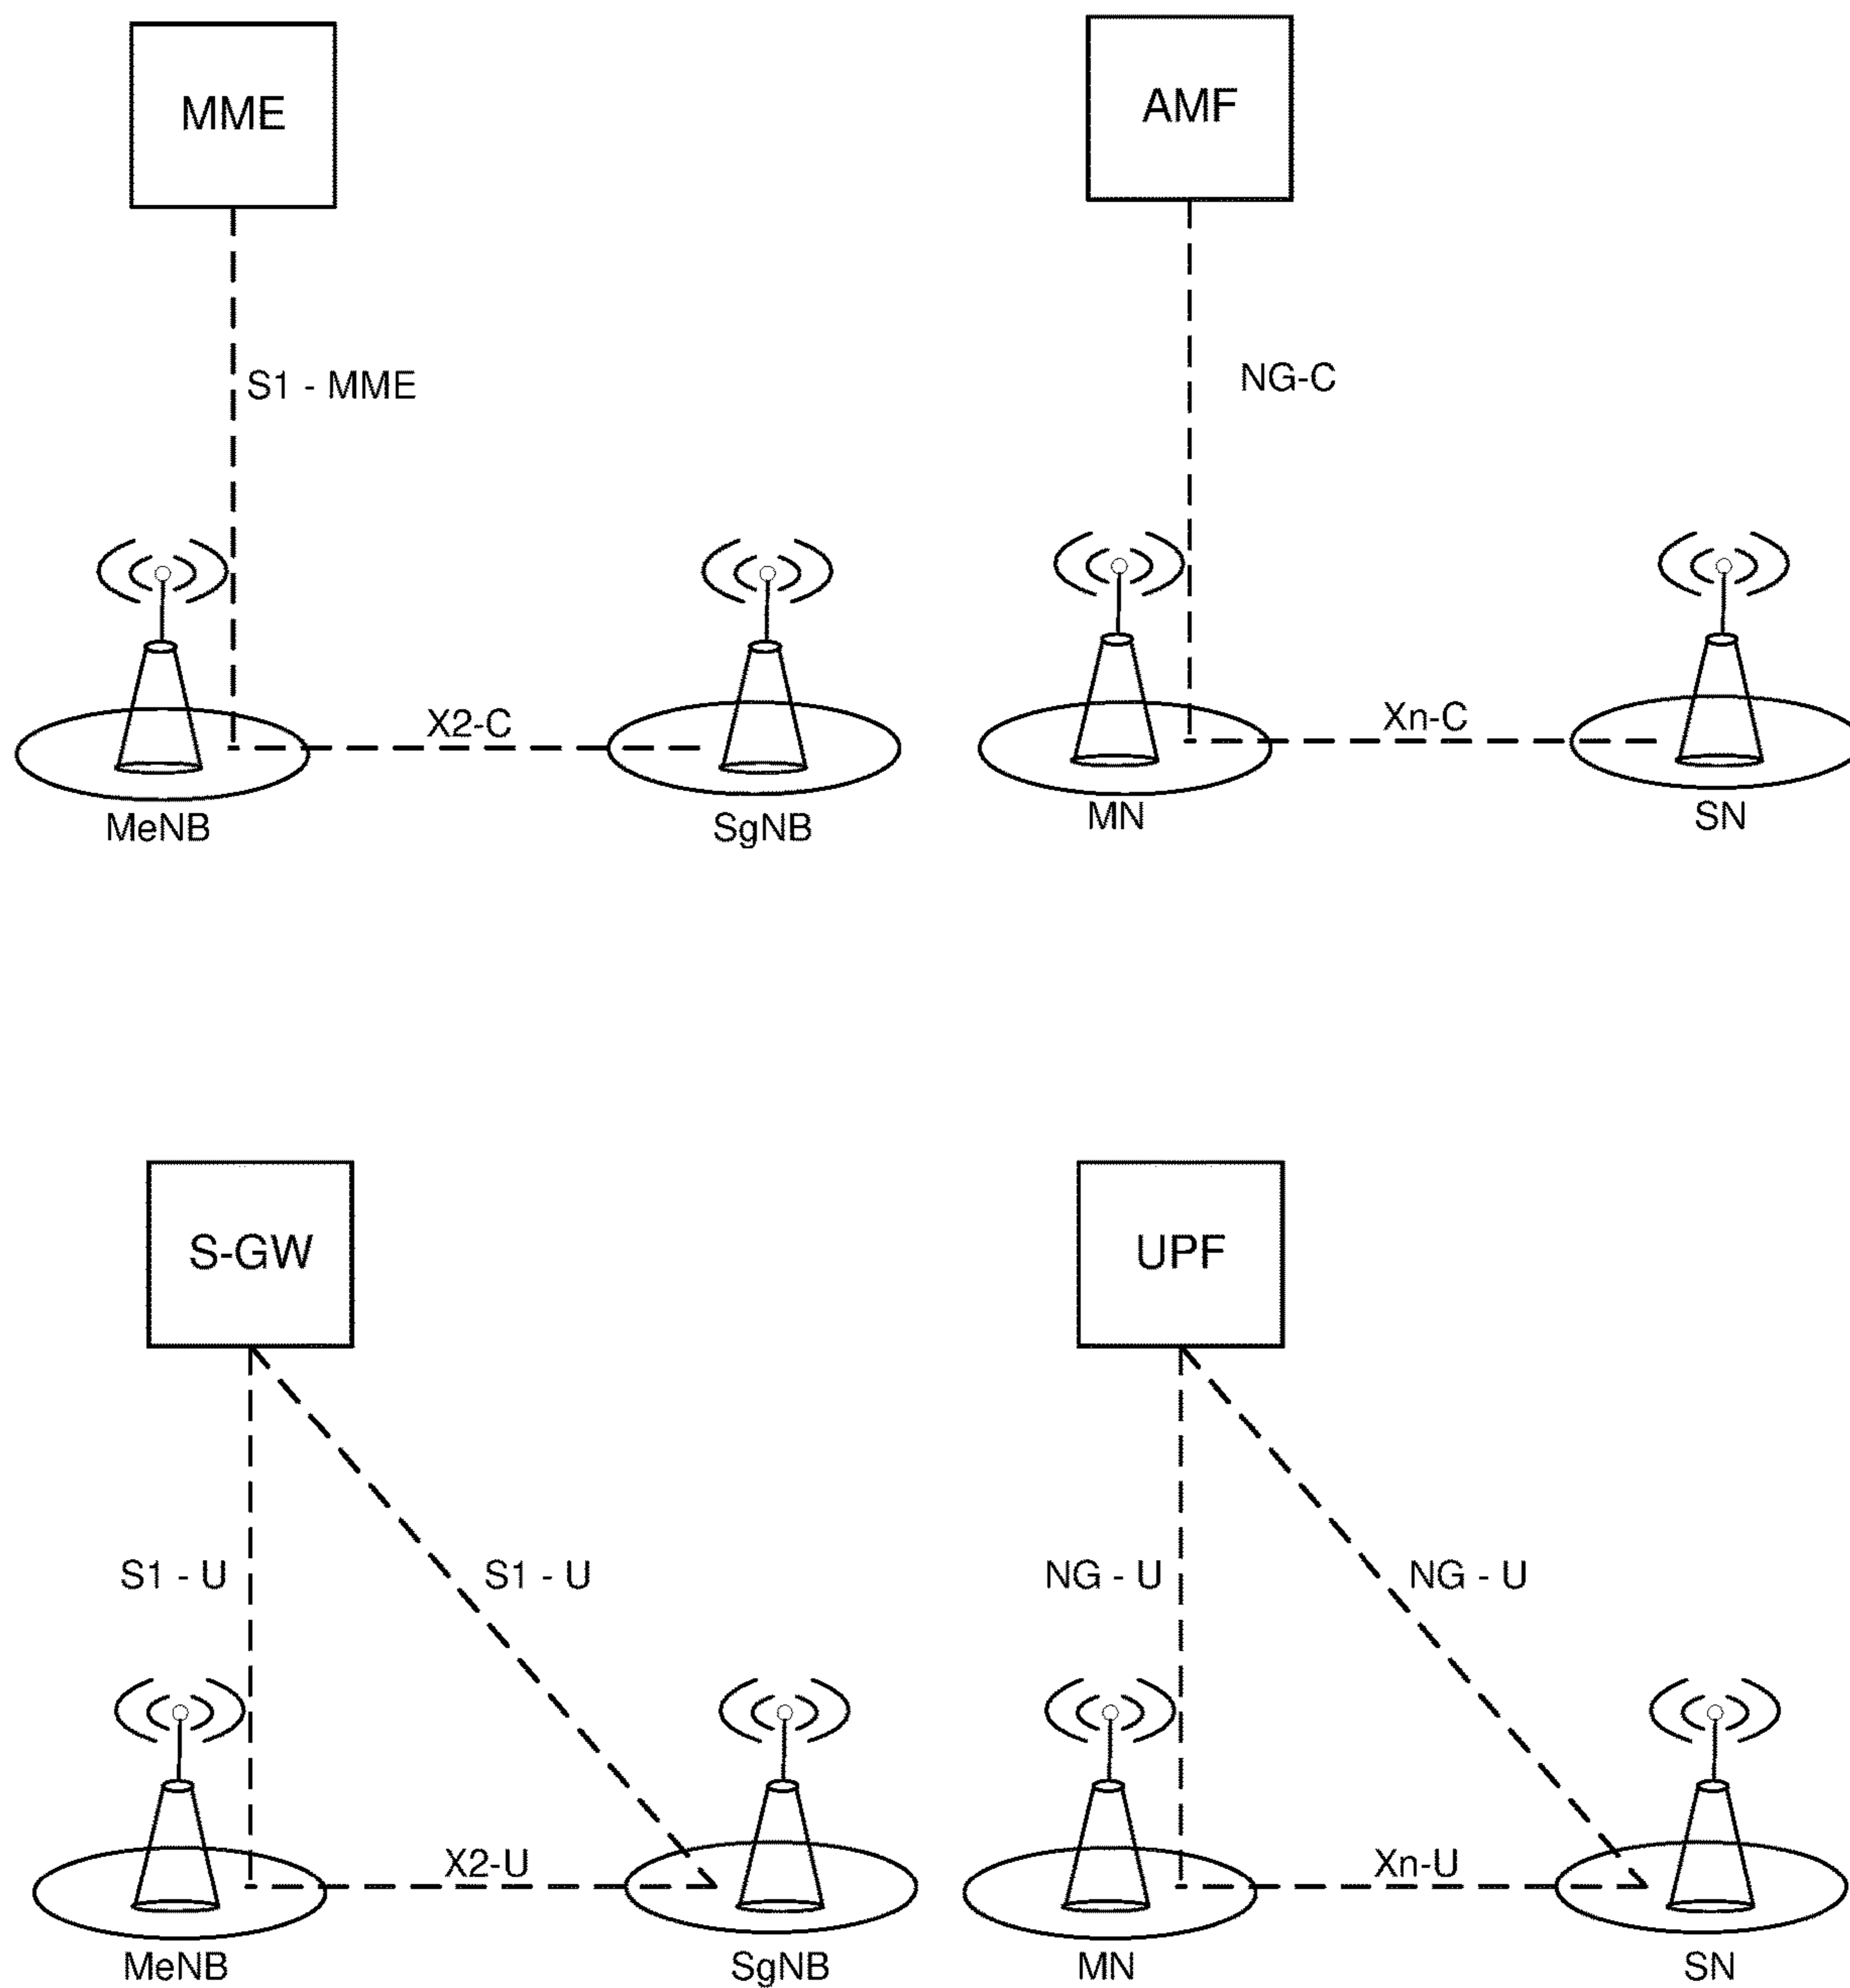 MME
AMF
S1 - MME
NG-C
X2-C
Xn-C
MeNB
SgNB
MN
SN
S-GW
UPF
S1 - U
S1 - U
NG - U
NG - U
X2-U
Xn-U
MeNB
SgNB
MN
SN